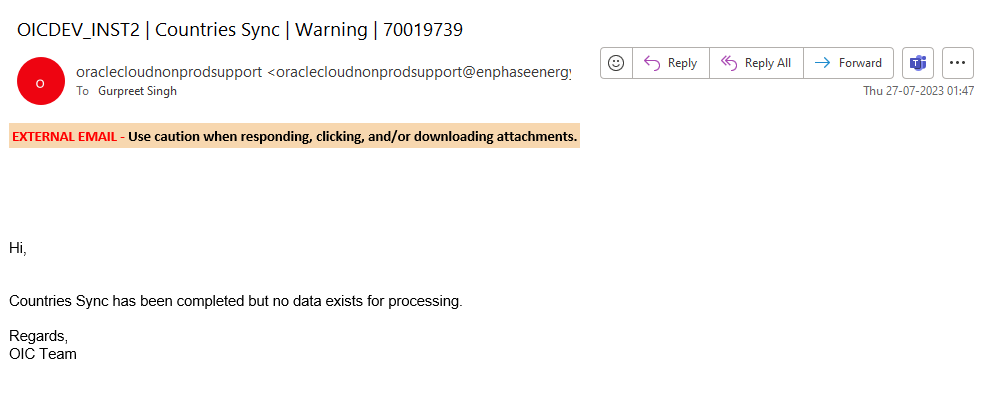 OICDEV_INST2 | Countries Sync | Warning | 70019739
O
oraclecloudnonprodsupport <oraclecloudnonprodsupport@enphaseenergy
Reply
Reply All
Forward
To Gurpreet Singh
Thu 27-07-2023 01:47
EXTERNAL EMAIL - Use caution when responding, clicking, and/or downloading attachments.
Hi,
Countries Sync has been completed but no data exists for processing.
Regards,
OIC Team